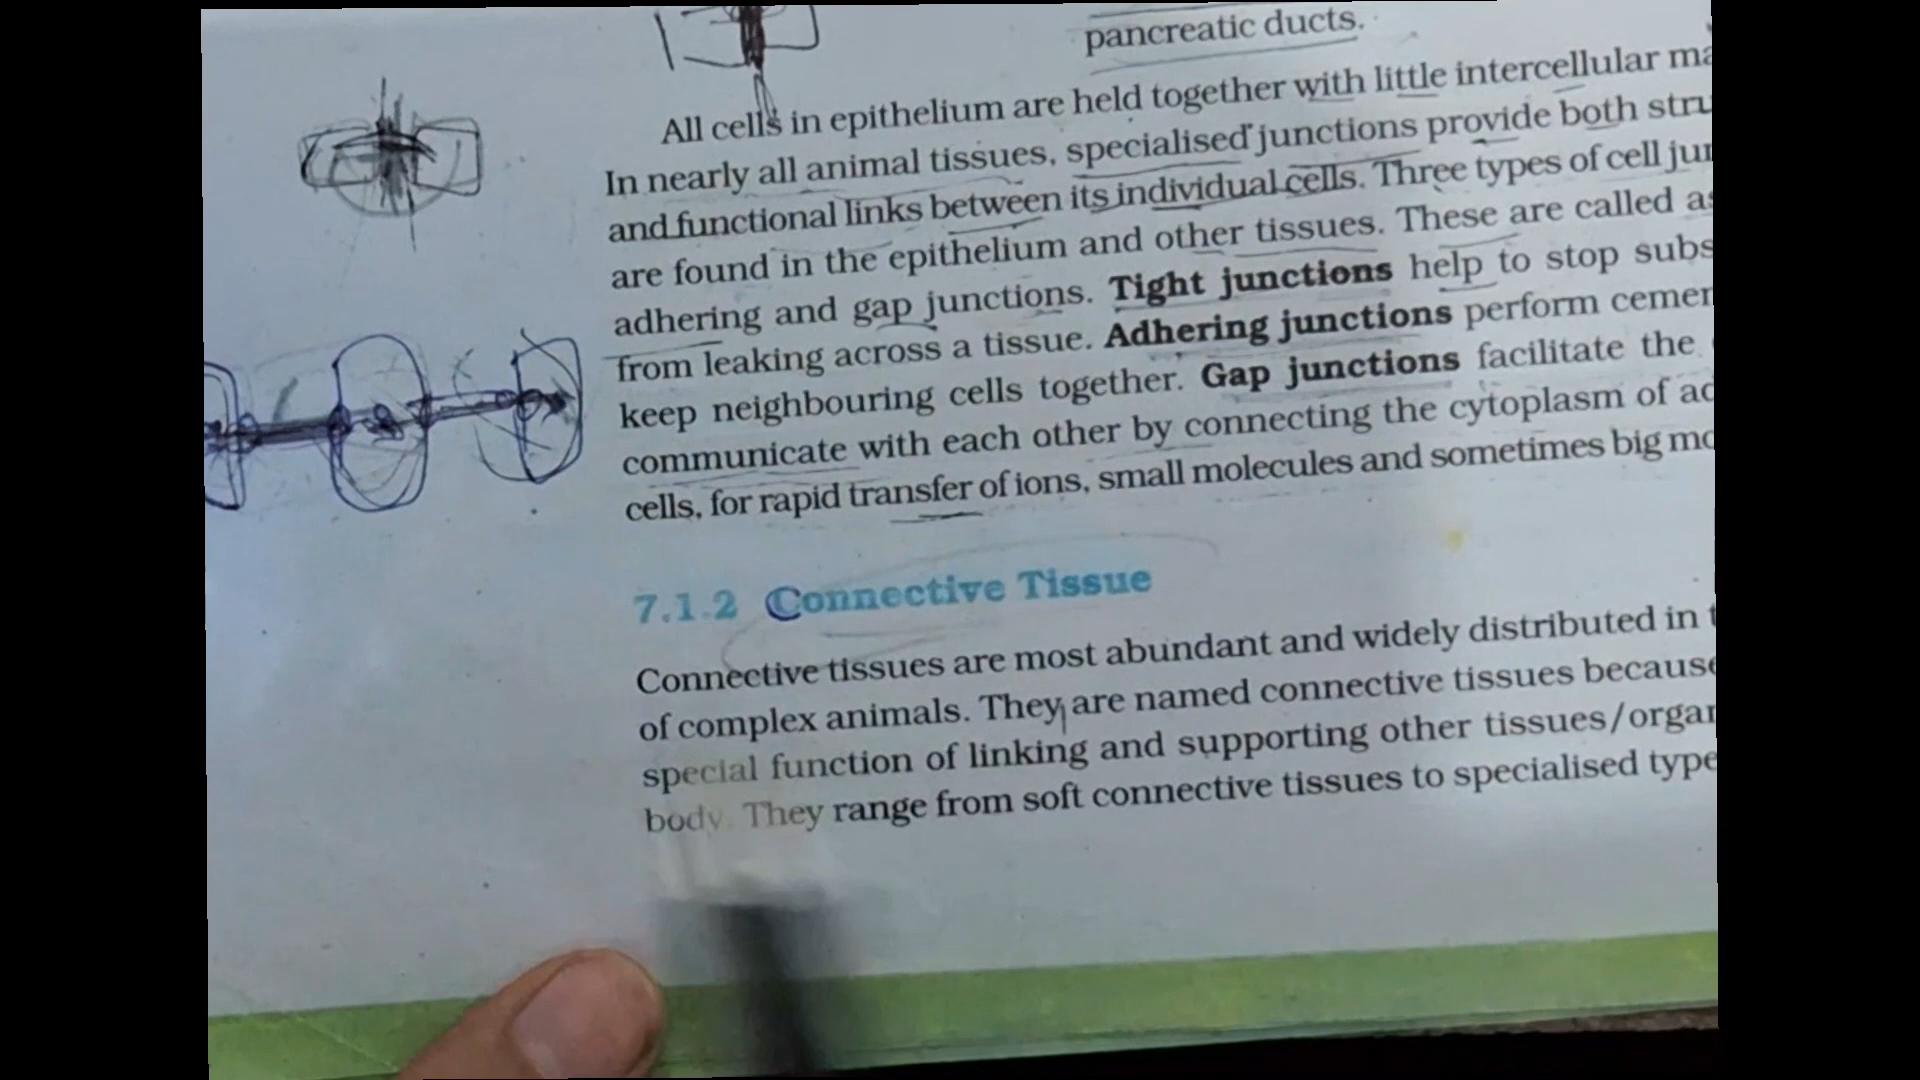 pancreatic ducts.
All cells in epithelium are held together with little intercellular ma
In nearly all animal tissues, specialised junctions provide both stru
and functional links between its individual cells. Three types of cell jun
are found in the epithelium and other tissues. These are called as
adhering and gap junctions. Tight junctions help to stop subs
from leaking across a tissue. Adhering junctions perform cemen
keep neighbouring cells together. Gap junctions facilitate the
communicate with each other by connecting the cytoplasm of ad
cells, for rapid transfer of ions, small molecules and sometimes big mo
7.1.2 Connective Tissue
Connective tissues are most abundant and widely distributed in t
of complex animals. They are named connective tissues because
special function of linking and supporting other tissues/organ
body. They range from soft connective tissues to specialised type